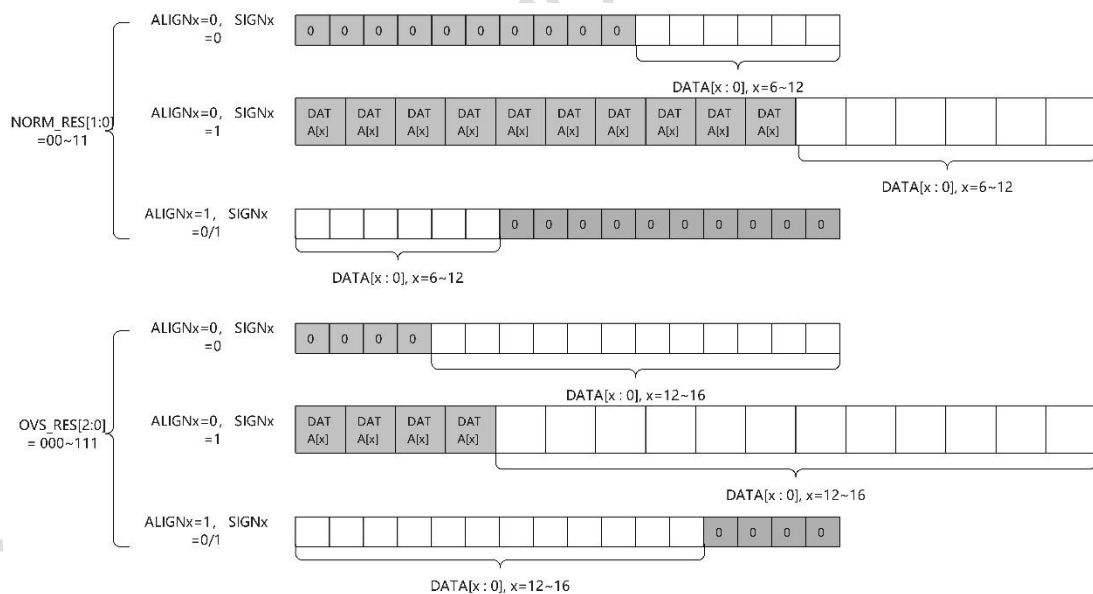 ALIGNx=0, SIGNx
=0
0 0 0 0 0 0 0 0 0 0
DATA[x : 0], x=6~12
NORM_RES[1:0]
=00~11
ALIGNx=0, SIGNx
=1
DAT DAT DAT DAT DAT DAT DAT DAT DAT DAT
A[x] A[x] A[x] A[x] A[x] A[x] A[x] A[x] A[x] A[x]
DATA[x : 0], x=6~12
ALIGNx=1, SIGNx
=0/1
0 0 0 0 0 0 0 0 0 0
DATA[x : 0], x=6~12
ALIGNx=0, SIGNx
=0
0 0 0 0
DATA[x : 0], x=12~16
OVS_RES[2:0]
= 000~111
ALIGNx=0, SIGNx
=1
DAT DAT DAT DAT
A[x] A[x] A[x] A[x]
DATA[x : 0], x=12~16
ALIGNx=1, SIGNx
=0/1
0 0 0 0
DATA[x : 0], x=12~16